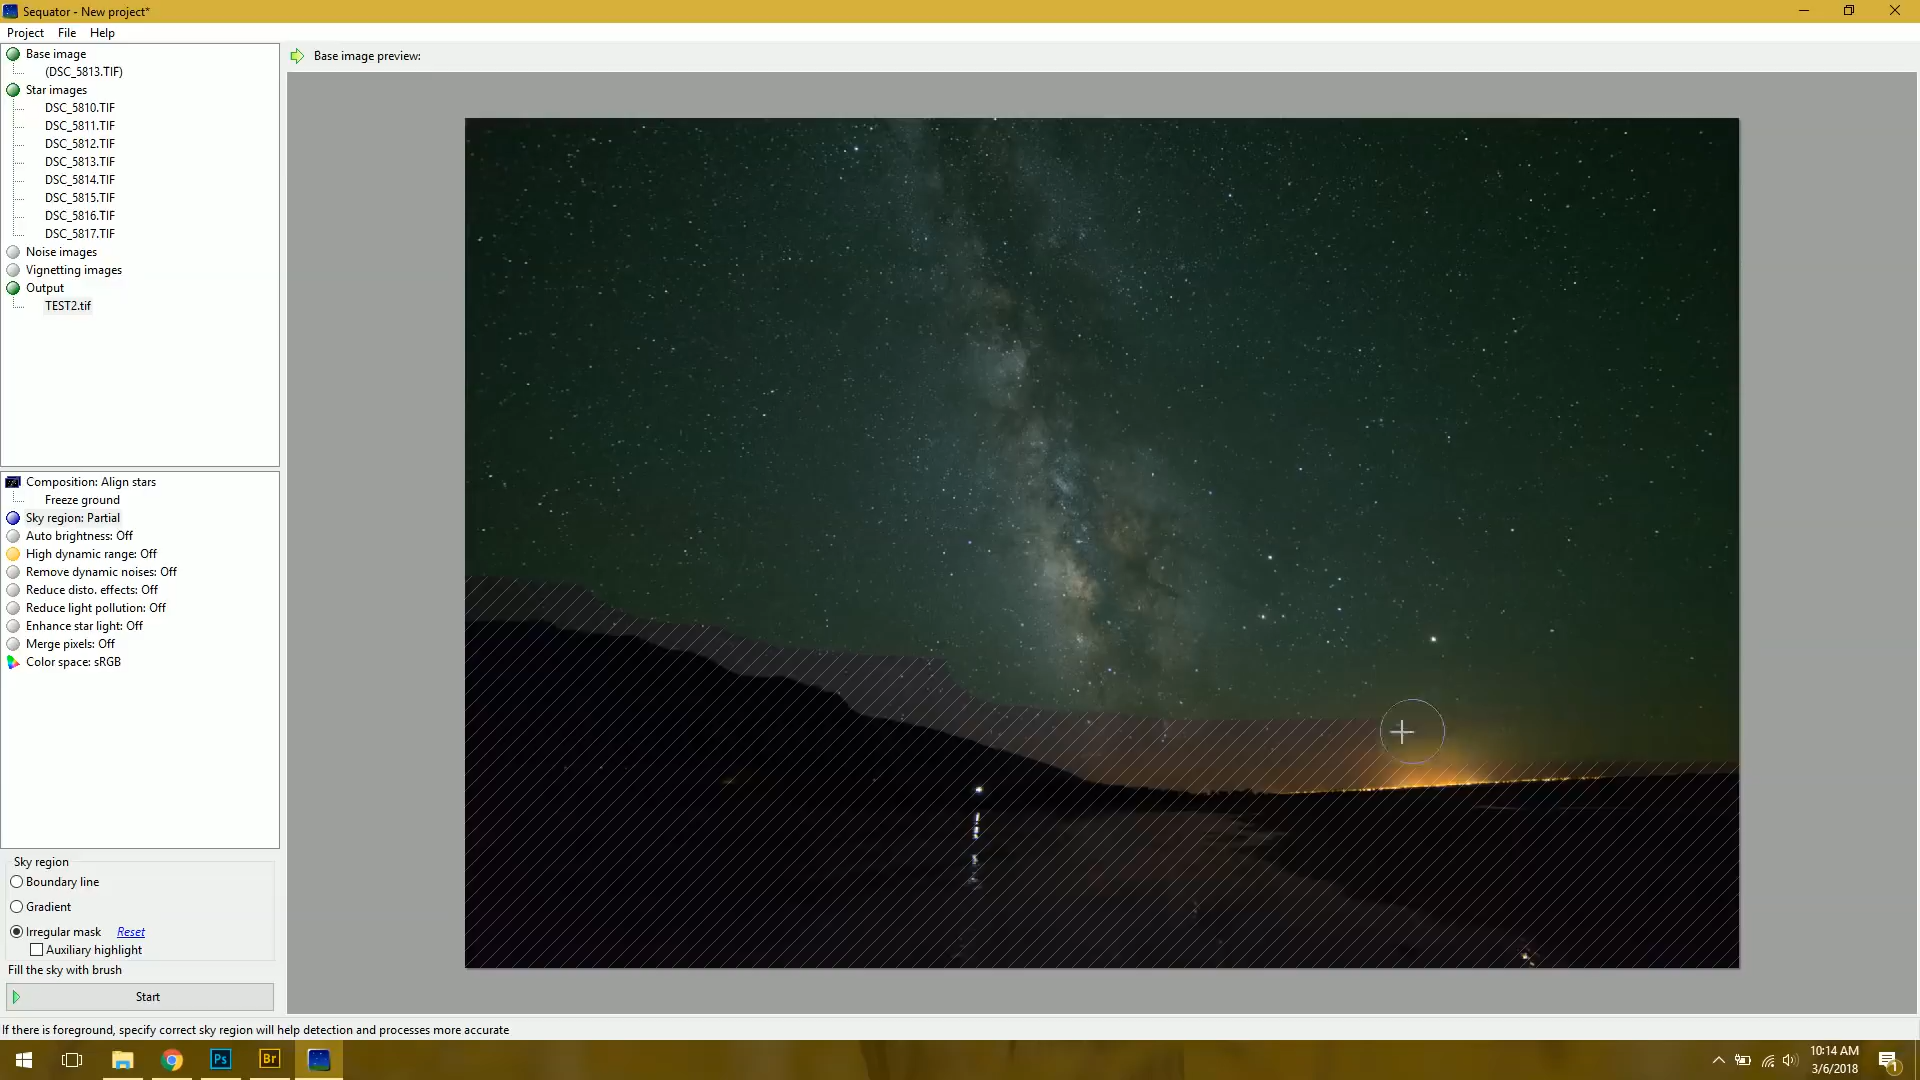 Sequator - New project*
Project File Help
Base image
(DSC_5813.TIF)
Star images
DSC_5810.TIF
DSC_5811.TIF
DSC_5812.TIF
DSC_5813.TIF
DSC_5814.TIF
DSC_5815.TIF
DSC_5816.TIF
DSC_5817.TIF
Noise images
Vignetting images
Output
TEST2.tif
Base image preview:
Composition: Align stars
Freeze ground
Sky region: Partial
Auto brightness: Off
High dynamic range: Off
Remove dynamic noises: Off
Reduce disto. effects: Off
Reduce light pollution: Off
Enhance star light: Off
Merge pixels: Off
Color space: sRGB
Sky region
Boundary line
Gradient
Irregular mask Reset
Auxiliary highlight
Fill the sky with brush
Start
If there is foreground, specify correct sky region will help detection and processes more accurate
Ps Br
10:14 AM
3/6/2018
1